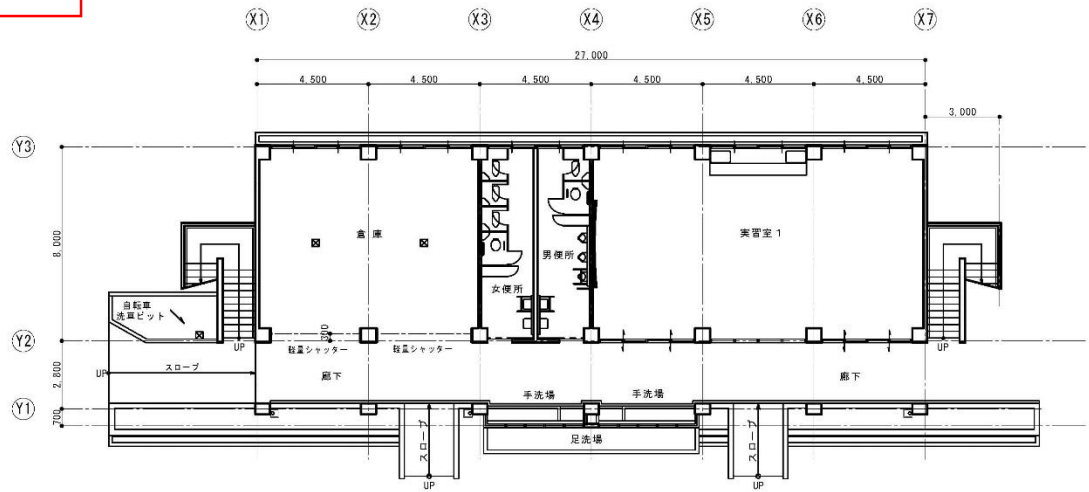 X1 X2 X3 X4 X5 X6 X7
27,000
4,500 4,500 4,500 4,500 4,500 4,500
3,000
Y3
8,000
倉庫
実習室1
男便所
女便所
自転車
洗車ピット
300
Y2
UP
軽量シャッター 軽量シャッター
UP
スロープ
UP
2,800
廊下
廊下
手洗場 手洗場
Y1
700
スロープ
足洗場
スロープ
UP
UP